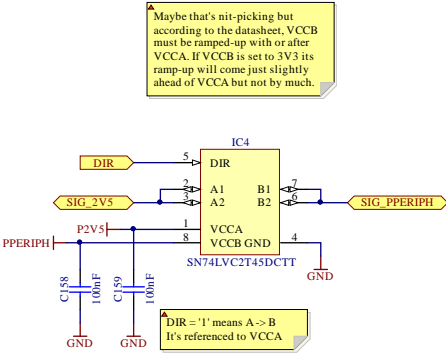 Maybe that's nit-picking but
according to the datasheet, VCCB
must be ramped-up with or after
VCCA. If VCCB is set to 3V3 its
ramp-up will come just slightly
ahead of VCCA but not by much.
IC4
DIR
5
DIR
2
A1
B1
7
SIG_2V5
3
A2
B2
6
SIG_PPERIPH
P2V5
1
VCCA
PPERIPH
8
VCCB GND
4
SN74LVC2T45DCTT
C158
100nF
C159
100nF
GND
GND
GND
DIR = '1' means A -> B
It's referenced to VCCA